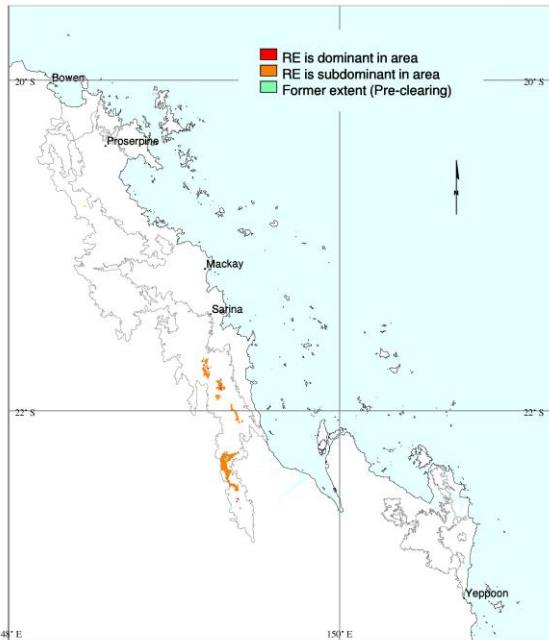 RE is dominant in area
RE is subdominant in area
Former extent (Pre-clearing)
20° S
Bowen
20° S
Proserpine
N
Mackay
Sarina
22° S
22° S
Yeppoon
48° E
150° E